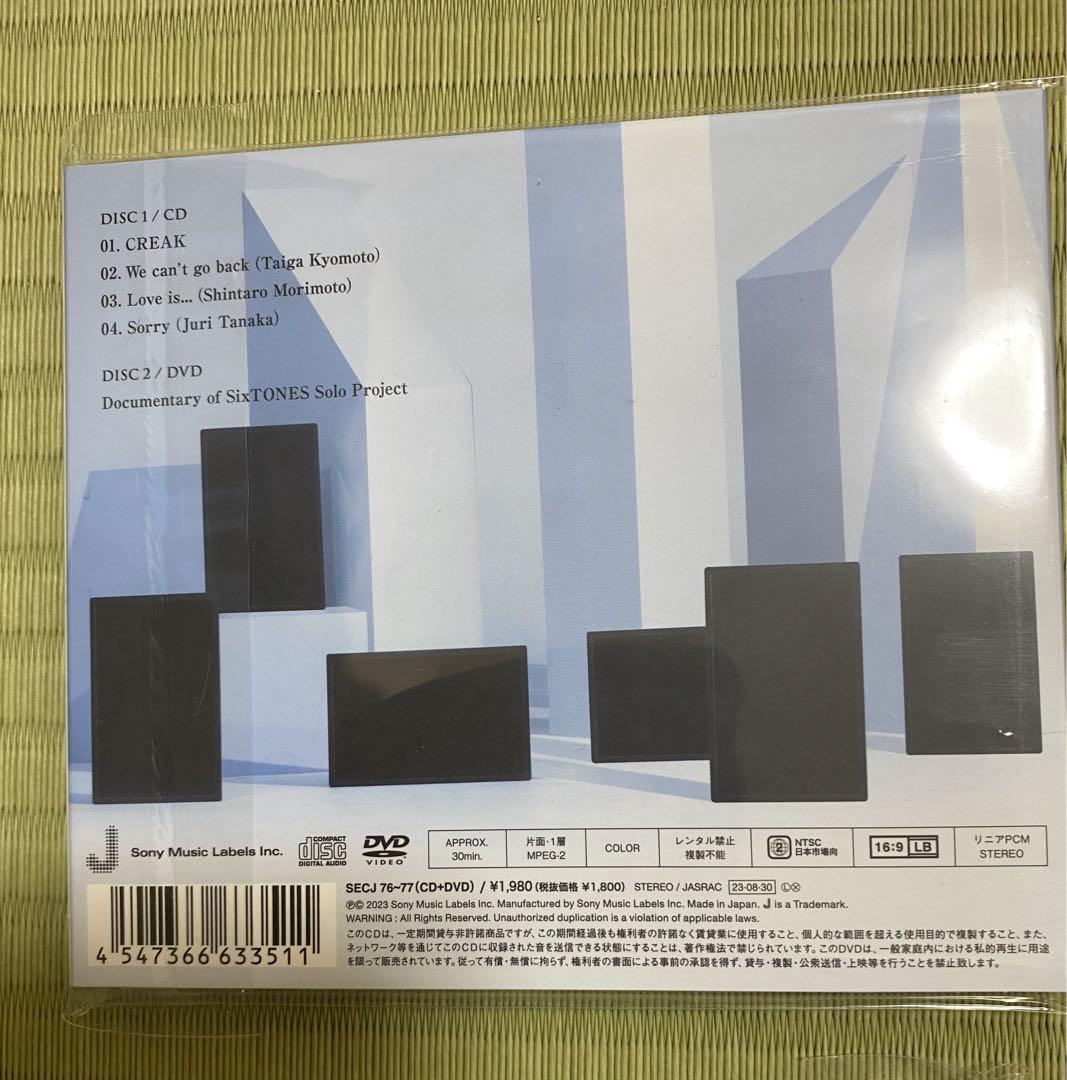 DISC 1 / CD
01. CREAK
02. We can't go back (Taiga Kyomoto)
03. Love is... (Shintaro Morimoto)
04. Sorry (Juri Tanaka)
DISC 2 / DVD
Documentary of SixTONES Solo Project
J Sony Music Labels Inc.
COMPACT disc DIGITAL AUDIO
DVD VIDEO
APPROX. 30min.
片面・1層 MPEG-2
COLOR
レンタル禁止 複製不能
2 NTSC 日本市場向
16:9 LB
リニアPCM STEREO
SECJ 76~77(CD+DVD) / ¥1,980(税抜価格 ¥1,800) STEREO / JASRAC 23・08・30 Ⓛ⊗
℗© 2023 Sony Music Labels Inc. Manufactured by Sony Music Labels Inc. Made in Japan. J is a Trademark.
WARNING : All Rights Reserved. Unauthorized duplication is a violation of applicable laws.
このCDは、一定期間貸与非許諾商品ですが、この期間経過後も権利者の許諾なく賃貸業に使用すること、個人的な範囲を超える使用目的で複製すること、また、
ネットワーク等を通じてこのCDに収録された音を送信できる状態にすることは、著作権法で禁じられています。このDVDは、一般家庭内における私的再生に用途
を限って販売されています。従って有償・無償に拘らず、権利者の書面による事前の承認を得ず、貸与・複製・公衆送信・上映等を行うことを禁止致します。
4 547366 633511